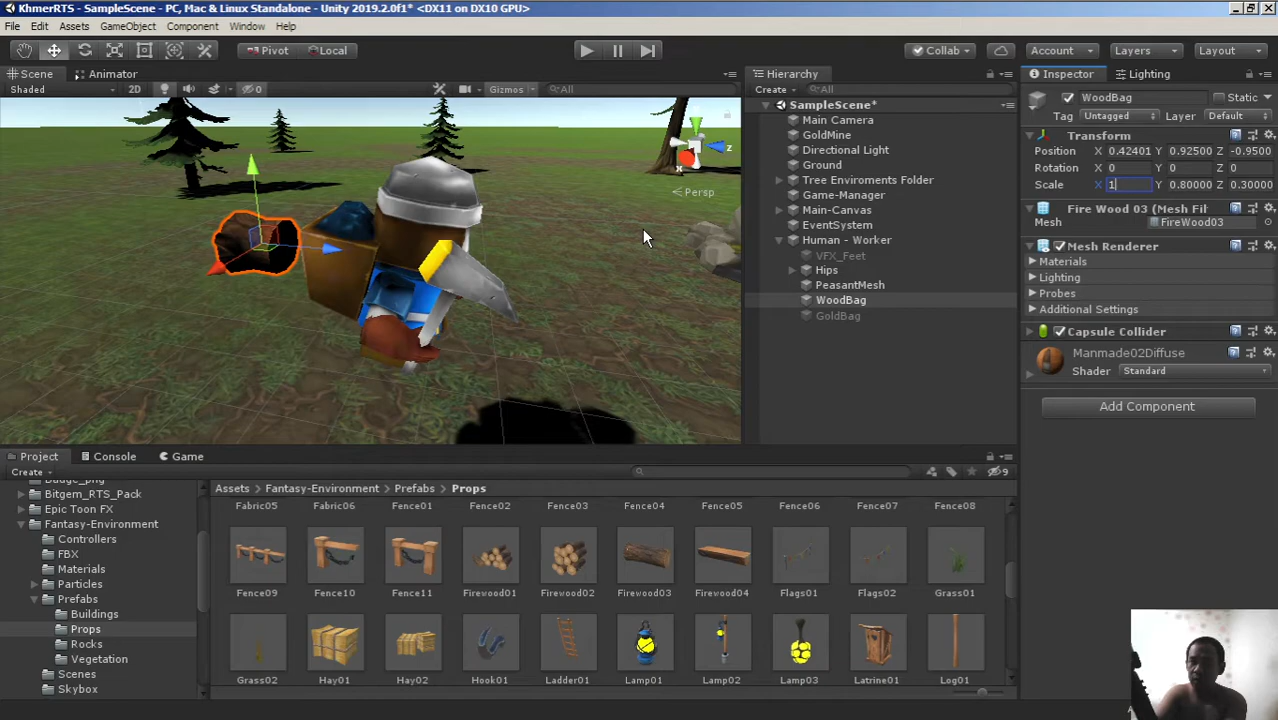 KhmerRTS - SampleScene - PC, Mac & Linux Standalone - Unity 2019.2.0f1* <DX11 on DX10 GPU>
File Edit Assets GameObject Component Window Help
Pivot Local Collab Account Layers Layout
Scene Animator Hierarchy Inspector Lighting
Shaded 2D 0 Gizmos All Create All
WoodBag Static
Tag Untagged Layer Default
SampleScene*
Main Camera
GoldMine
Directional Light
Ground
Tree Enviroments Folder
Game-Manager
Main-Canvas
EventSystem
Human - Worker
VFX_Feet
Hips
PeasantMesh
WoodBag
GoldBag
y
z
x
Persp
Transform
Position X 0.42401 Y 0.92500 Z -0.9500
Rotation X 0 Y 0 Z 0
Scale X 1 Y 0.80000 Z 0.30000
Fire Wood 03 (Mesh Fil
Mesh FireWood03
Mesh Renderer
Materials
Lighting
Probes
Additional Settings
Capsule Collider
Manmade02Diffuse
Shader Standard
Add Component
Project Console Game
Create 9
Bitgem_RTS_Pack
Epic Toon FX
Fantasy-Environment
Controllers
FBX
Materials
Particles
Prefabs
Buildings
Props
Rocks
Vegetation
Scenes
Skybox
Assets Fantasy-Environment Prefabs Props
Fabric05 Fabric06 Fence01 Fence02 Fence03 Fence04 Fence05 Fence06 Fence07 Fence08
Fence09 Fence10 Fence11 Firewood01 Firewood02 Firewood03 Firewood04 Flags01 Flags02 Grass01
Grass02 Hay01 Hay02 Hook01 Ladder01 Lamp01 Lamp02 Lamp03 Latrine01 Log01